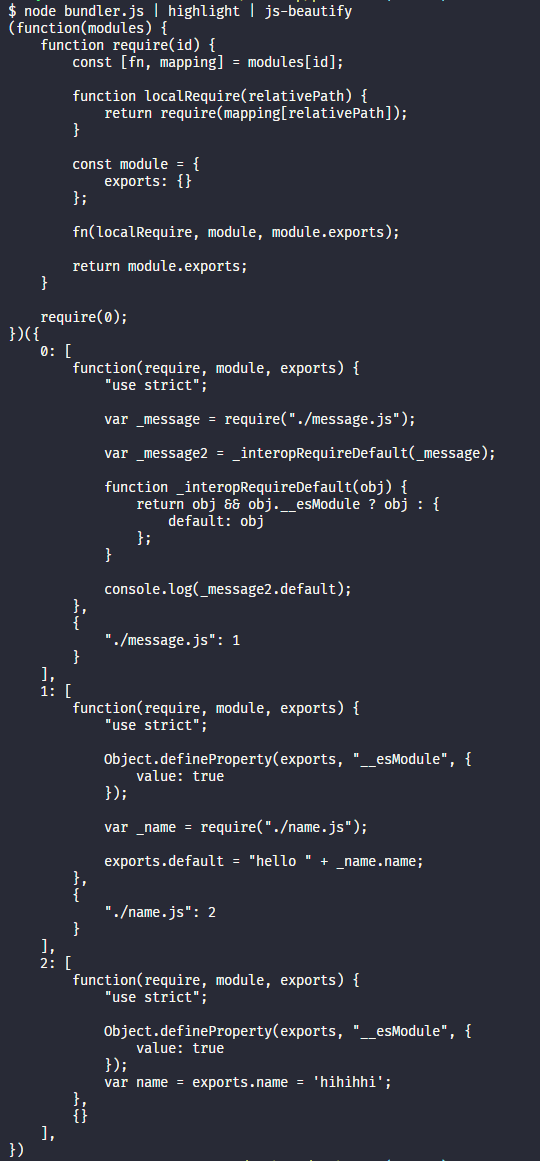 $ node bundler.js | highlight | js-beautify
(function(modules) {
    function require(id) {
        const [fn, mapping] = modules[id];

        function localRequire(relativePath) {
            return require(mapping[relativePath]);
        }

        const module = {
            exports: {}
        };

        fn(localRequire, module, module.exports);

        return module.exports;
    }

    require(0);
})({
    0: [
        function(require, module, exports) {
            "use strict";

            var _message = require("./message.js");

            var _message2 = _interopRequireDefault(_message);

            function _interopRequireDefault(obj) {
                return obj && obj.__esModule ? obj : {
                    default: obj
                };
            }

            console.log(_message2.default);
        },
        {
            "./message.js": 1
        }
    ],
    1: [
        function(require, module, exports) {
            "use strict";

            Object.defineProperty(exports, "__esModule", {
                value: true
            });

            var _name = require("./name.js");

            exports.default = "hello " + _name.name;
        },
        {
            "./name.js": 2
        }
    ],
    2: [
        function(require, module, exports) {
            "use strict";

            Object.defineProperty(exports, "__esModule", {
                value: true
            });
            var name = exports.name = 'hihihhi';
        },
        {}
    ],
})